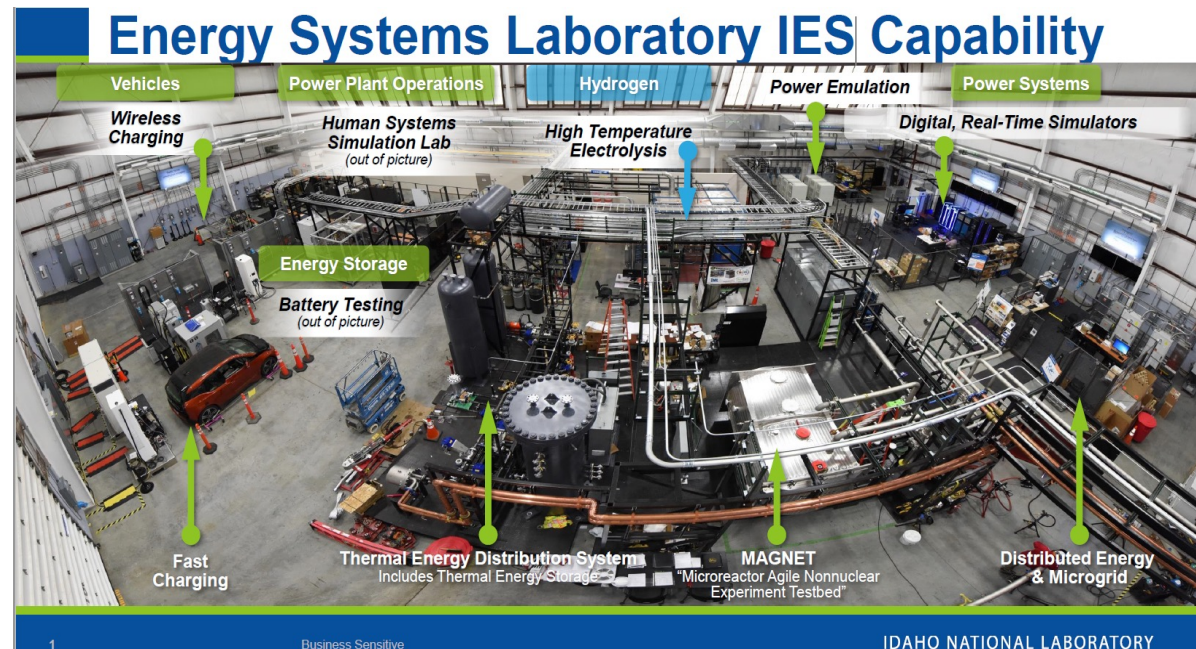 Energy Systems Laboratory IES Capability
Vehicles
Power Plant Operations
Hydrogen
Power Emulation
Power Systems
Wireless
Charging
Human Systems
Simulation Lab
(out of picture)
High Temperature
Electrolysis
Digital, Real-Time Simulators
Energy Storage
Battery Testing
(out of picture)
Fast
Charging
Thermal Energy Distribution System
Includes Thermal Energy Storage
MAGNET
“Microreactor Agile Nonnuclear
Experiment Testbed”
Distributed Energy
& Microgrid
1
Business Sensitive
IDAHO NATIONAL LABORATORY